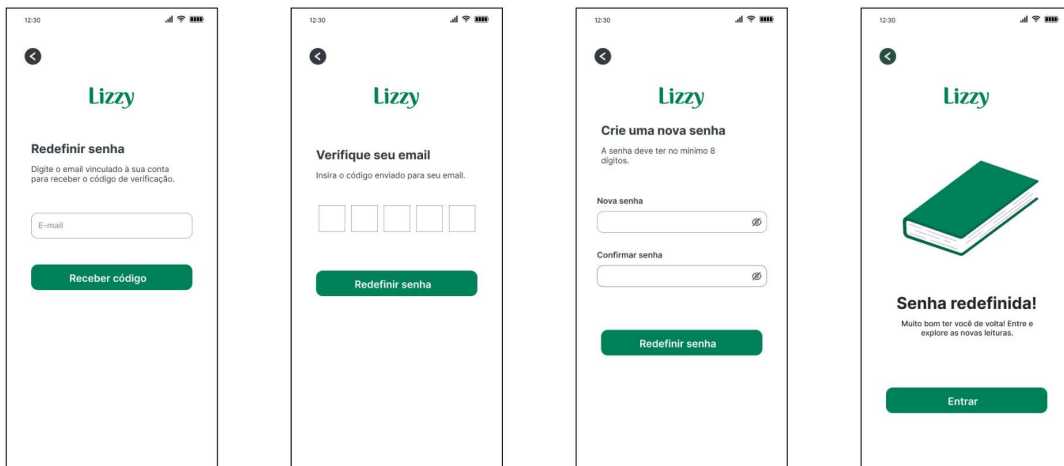 12:30
Lizzy
Redefinir senha
Digite o email vinculado à sua conta
para receber o código de verificação.
E-mail
Receber código
12:30
Lizzy
Verifique seu email
Insira o código enviado para seu email.
Redefinir senha
12:30
Lizzy
Crie uma nova senha
A senha deve ter no mínimo 8
dígitos.
Nova senha
Confirmar senha
Redefinir senha
12:30
Lizzy
Senha redefinida!
Muito bom ter você de volta! Entre e
explore as novas leituras.
Entrar